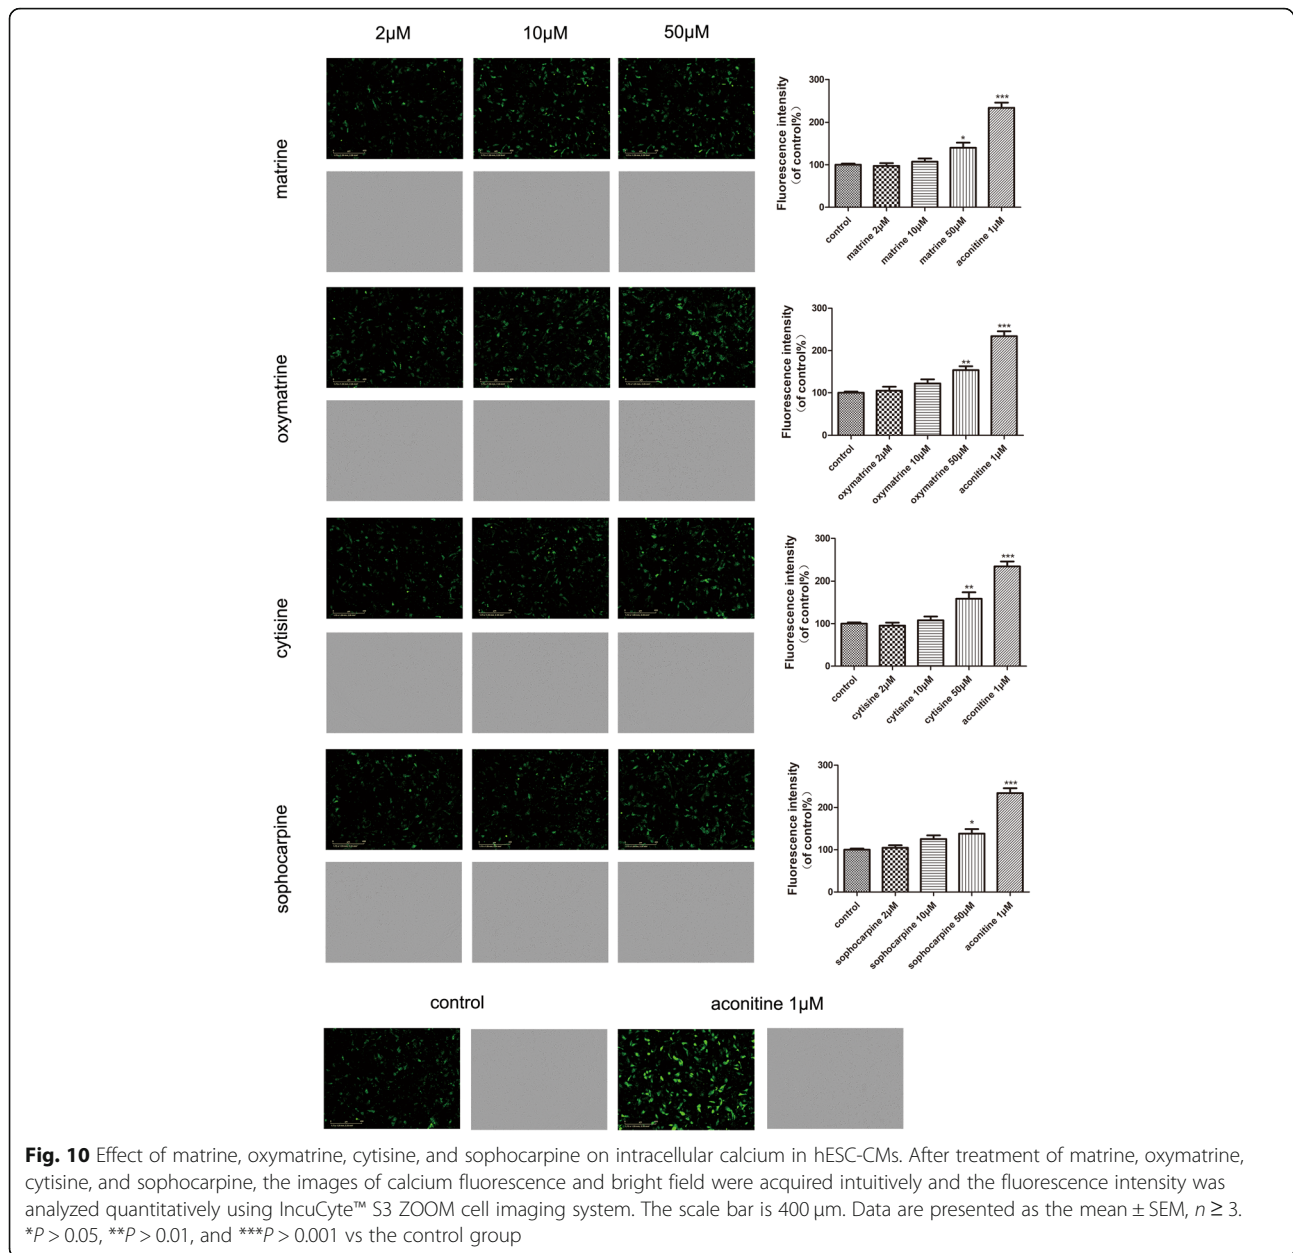 2µM 10µM 50µM
matrine
Fluorescence intensity
(of control%)
300
200
100
0
***
*
control
matrine 2µM
matrine 10µM
matrine 50µM
aconitine 1µM
oxymatrine
Fluorescence intensity
(of control%)
300
200
100
0
***
**
control
oxymatrine 2µM
oxymatrine 10µM
oxymatrine 50µM
aconitine 1µM
cytisine
Fluorescence intensity
(of control%)
300
200
100
0
***
**
control
cytisine 2µM
cytisine 10µM
cytisine 50µM
aconitine 1µM
sophocarpine
Fluorescence intensity
(of control%)
300
200
100
0
***
*
control
sophocarpine 2µM
sophocarpine 10µM
sophocarpine 50µM
aconitine 1µM
control aconitine 1µM
Fig. 10 Effect of matrine, oxymatrine, cytisine, and sophocarpine on intracellular calcium in hESC-CMs. After treatment of matrine, oxymatrine,
cytisine, and sophocarpine, the images of calcium fluorescence and bright field were acquired intuitively and the fluorescence intensity was
analyzed quantitatively using IncuCyte™ S3 ZOOM cell imaging system. The scale bar is 400 µm. Data are presented as the mean ± SEM, n ≥ 3.
*P > 0.05, **P > 0.01, and ***P > 0.001 vs the control group